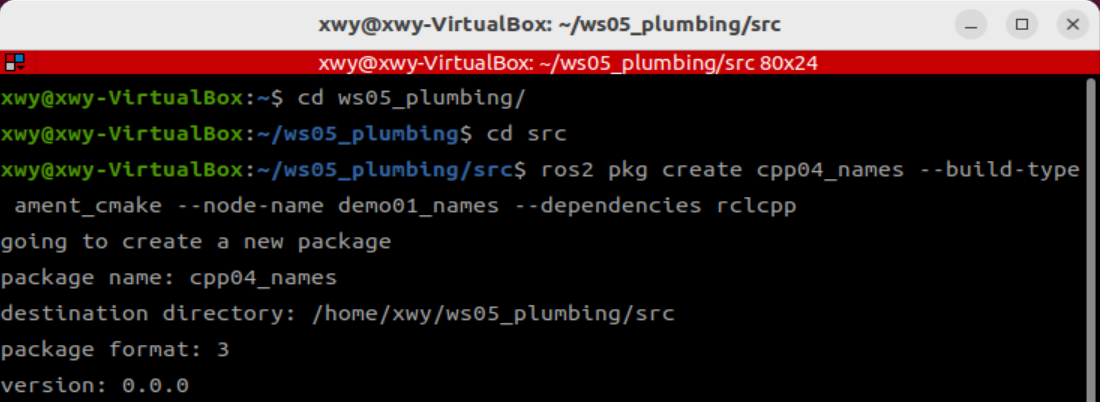 xwy@xwy-VirtualBox: ~/ws05_plumbing/src
xwy@xwy-VirtualBox: ~/ws05_plumbing/src 80x24
xwy@xwy-VirtualBox:~$ cd ws05_plumbing/
xwy@xwy-VirtualBox:~/ws05_plumbing$ cd src
xwy@xwy-VirtualBox:~/ws05_plumbing/src$ ros2 pkg create cpp04_names --build-type
 ament_cmake --node-name demo01_names --dependencies rclcpp
going to create a new package
package name: cpp04_names
destination directory: /home/xwy/ws05_plumbing/src
package format: 3
version: 0.0.0